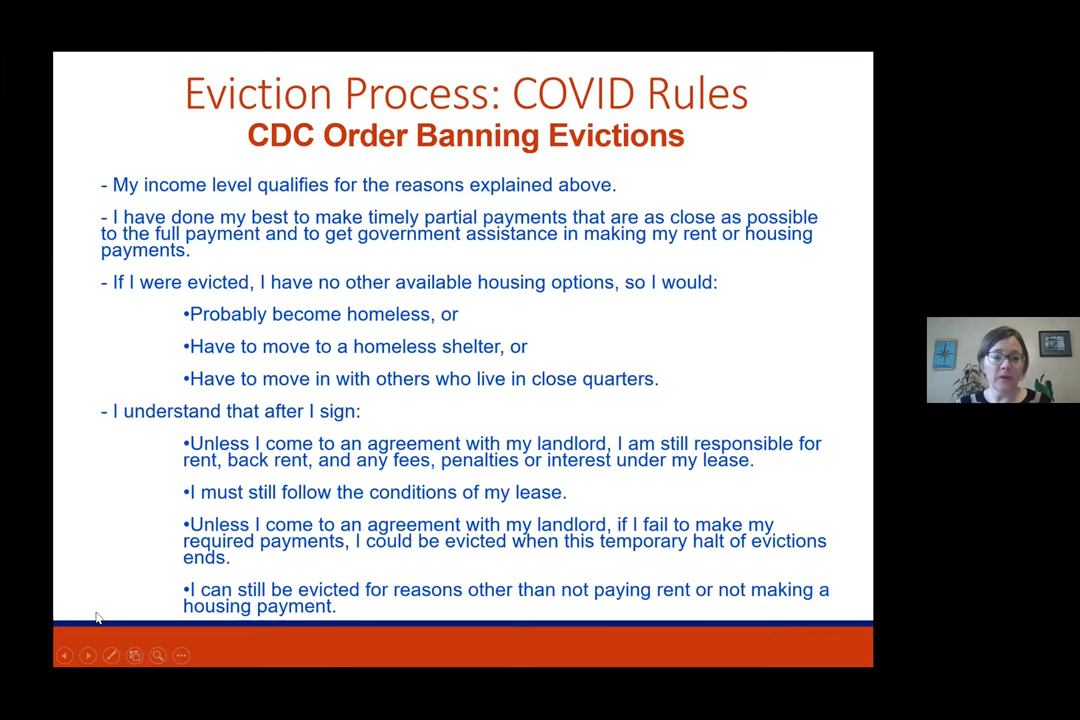 Eviction Process: COVID Rules
CDC Order Banning Evictions
- My income level qualifies for the reasons explained above.
- I have done my best to make timely partial payments that are as close as possible
to the full payment and to get government assistance in making my rent or housing
payments.
- If I were evicted, I have no other available housing options, so I would:
•Probably become homeless, or
•Have to move to a homeless shelter, or
•Have to move in with others who live in close quarters.
- I understand that after I sign:
•Unless I come to an agreement with my landlord, I am still responsible for
rent, back rent, and any fees, penalties or interest under my lease.
•I must still follow the conditions of my lease.
•Unless I come to an agreement with my landlord, if I fail to make my
required payments, I could be evicted when this temporary halt of evictions
ends.
•I can still be evicted for reasons other than not paying rent or not making a
housing payment.